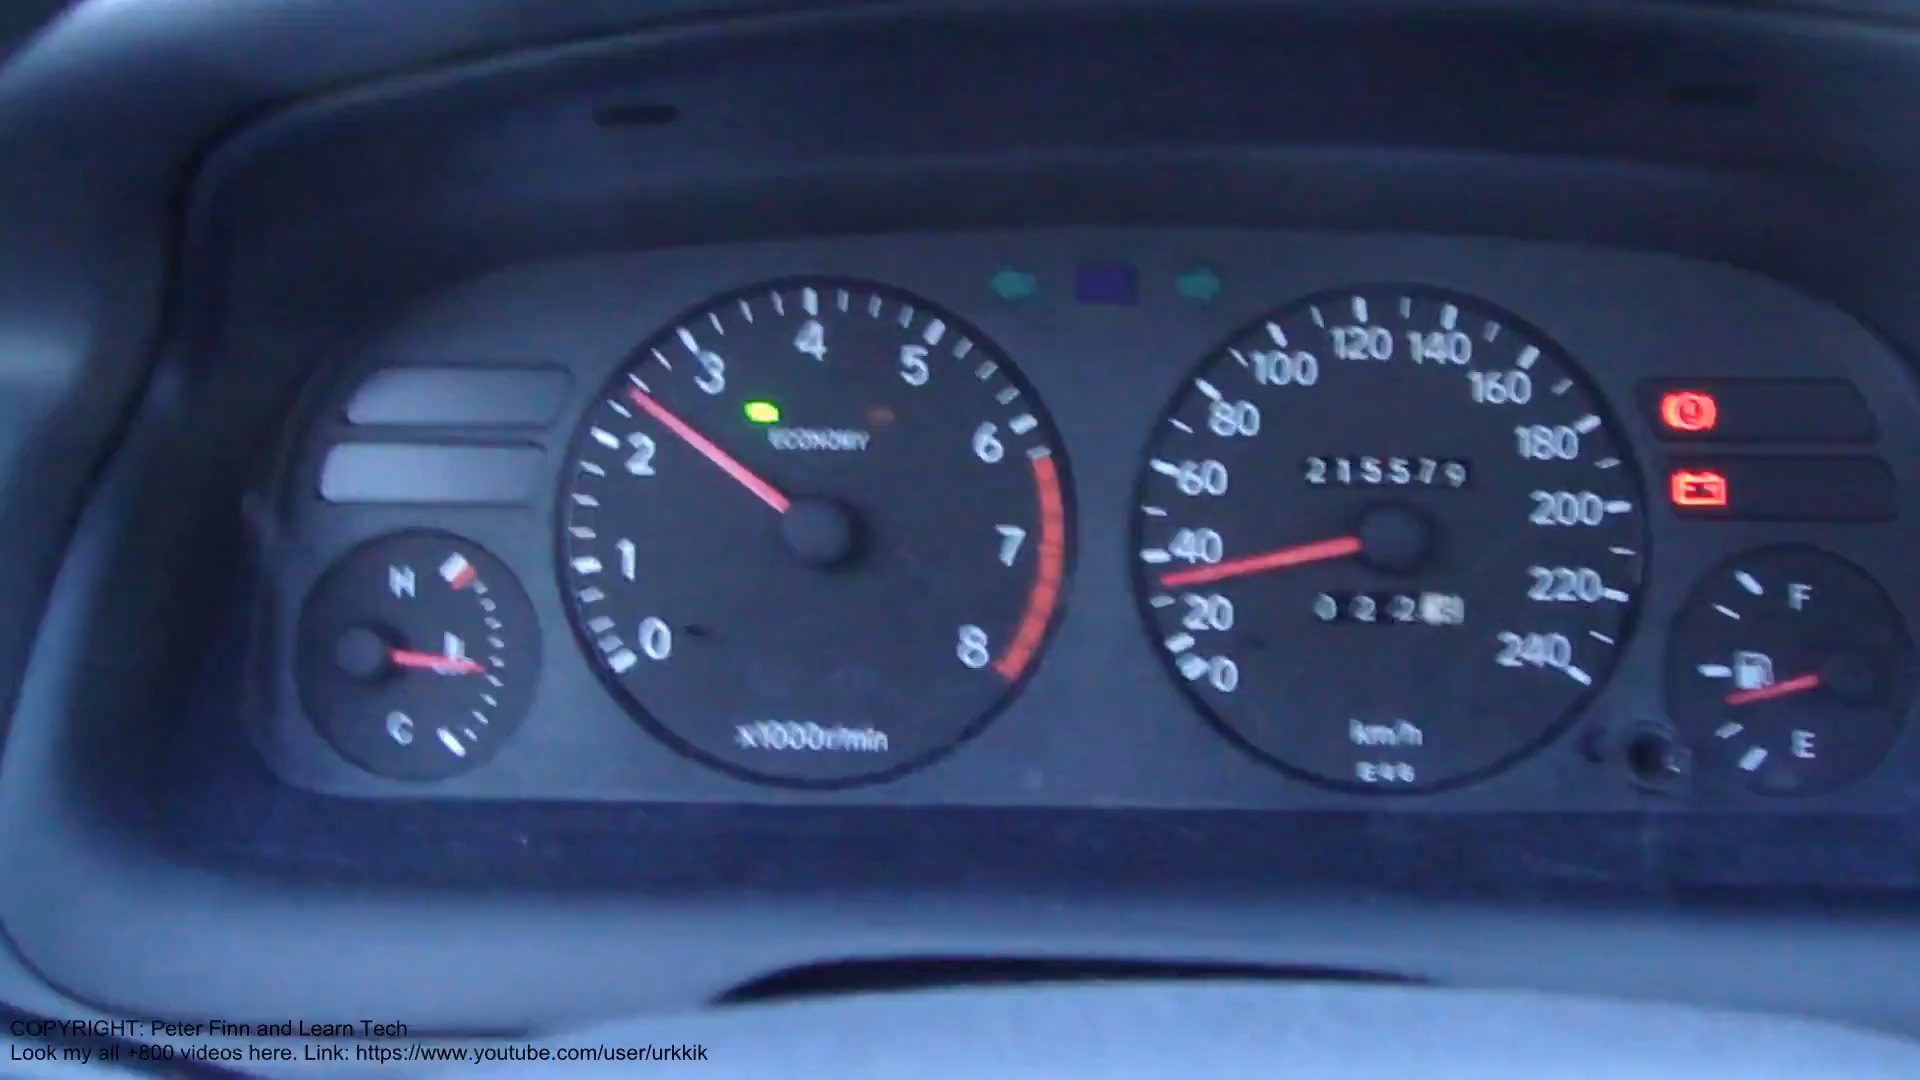 4
3 5
ECONOMY
2 6
1 7
0 8
x1000r/min
H
C
120 140
100 160
80 180
215579
60 200
40 220
20 240
0
km/h
F
E
COPYRIGHT: Peter Finn and Learn Tech
Look my all +800 videos here. Link: https://www.youtube.com/user/urkkik